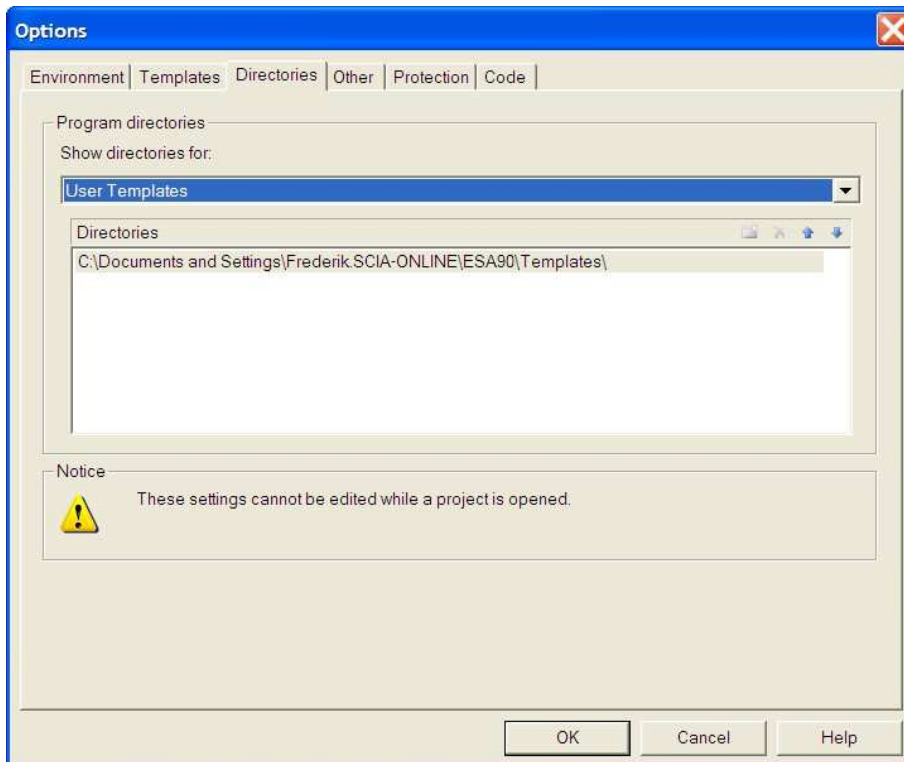 Options
Environment Templates Directories Other Protection Code
Program directories
Show directories for:
User Templates
Directories
C:\Documents and Settings\Frederik.SCIA-ONLINE\ESA90\Templates\
Notice
These settings cannot be edited while a project is opened.
OK Cancel Help